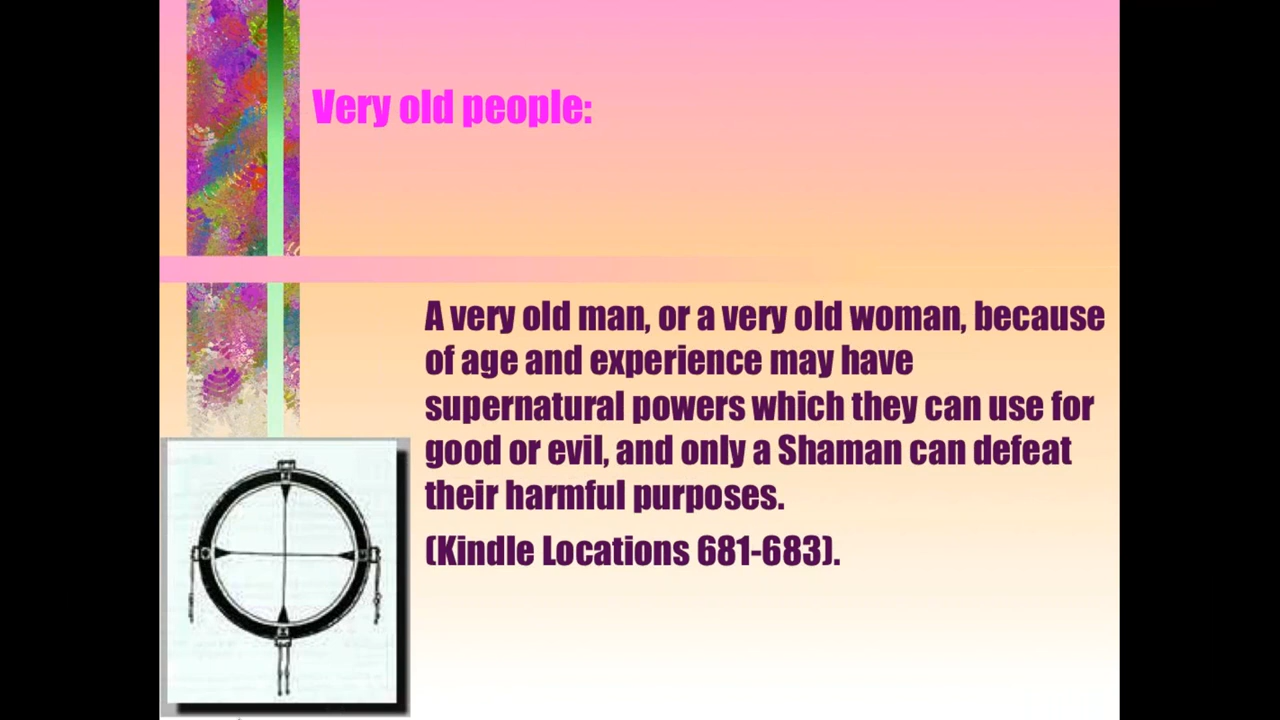 Very old people:
A very old man, or a very old woman, because
of age and experience may have
supernatural powers which they can use for
good or evil, and only a Shaman can defeat
their harmful purposes.
(Kindle Locations 681-683).